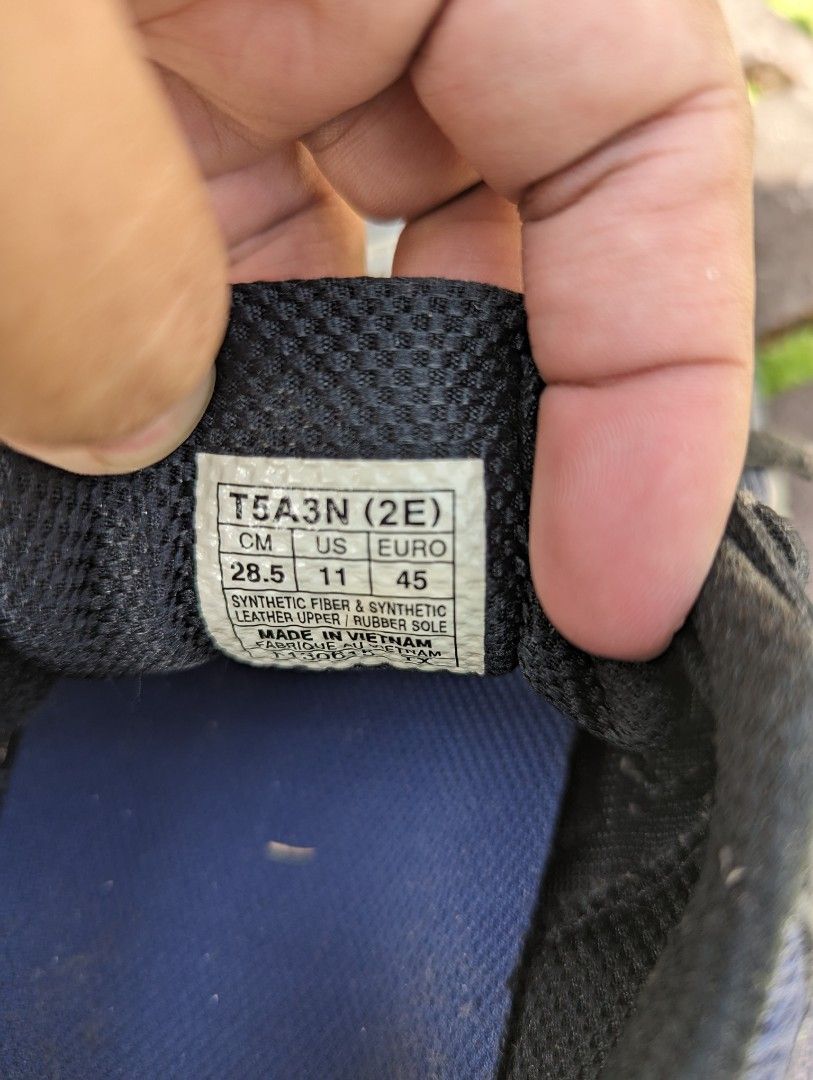 T5A3N (2E)
CM US EURO
28.5 11 45
SYNTHETIC FIBER & SYNTHETIC
LEATHER UPPER / RUBBER SOLE
MADE IN VIETNAM
FABRIQUE AU VIETNAM
TX